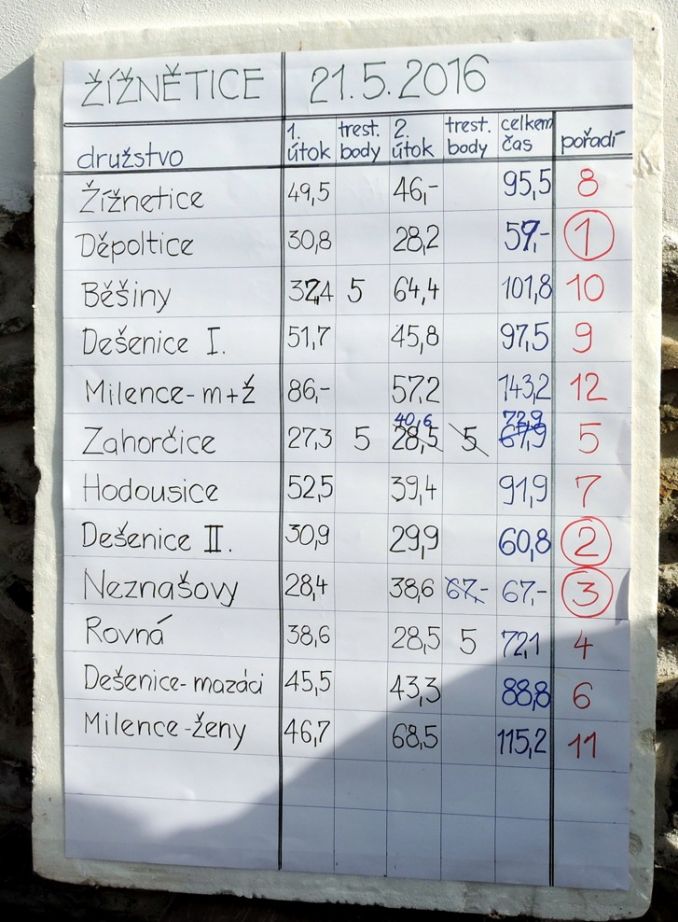 ŽÍŽNĚTICE 21.5.2016
družstvo 1. útok trest. body 2. útok trest. body celkem čas pořadí
Žížnetice 49,5 46,- 95,5 8
Děpoltice 30,8 28,2 59,- 1
Běšiny 32,4 5 64,4 101,8 10
Dešenice I. 51,7 45,8 97,5 9
Milence-m+ž 86,- 57,2 143,2 12
40,6 72,9
Zahorčice 27,3 5 28,5 5 67,9 5
Hodousice 52,5 39,4 91,9 7
Dešenice II. 30,9 29,9 60,8 2
Neznašovy 28,4 38,6 67,- 67,- 3
Rovná 38,6 28,5 5 72,1 4
Dešenice-mazáci 45,5 43,3 88,8 6
Milence-ženy 46,7 68,5 115,2 11